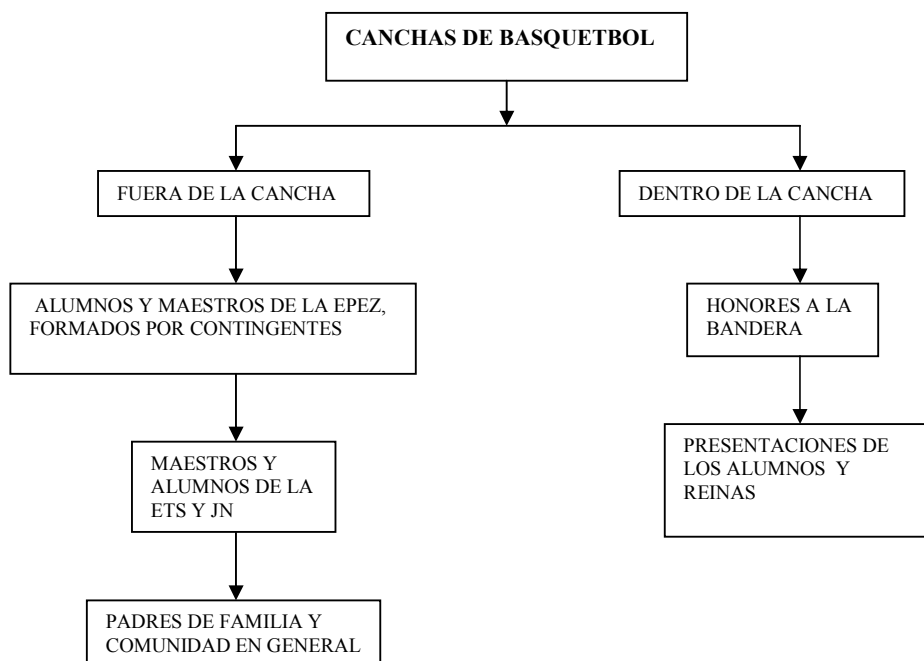 CANCHAS DE BASQUETBOL
FUERA DE LA CANCHA
DENTRO DE LA CANCHA
ALUMNOS Y MAESTROS DE LA EPEZ,
FORMADOS POR CONTINGENTES
HONORES A LA
BANDERA
MAESTROS Y
ALUMNOS DE LA
ETS Y JN
PRESENTACIONES DE
LOS ALUMNOS Y
REINAS
PADRES DE FAMILIA Y
COMUNIDAD EN GENERAL